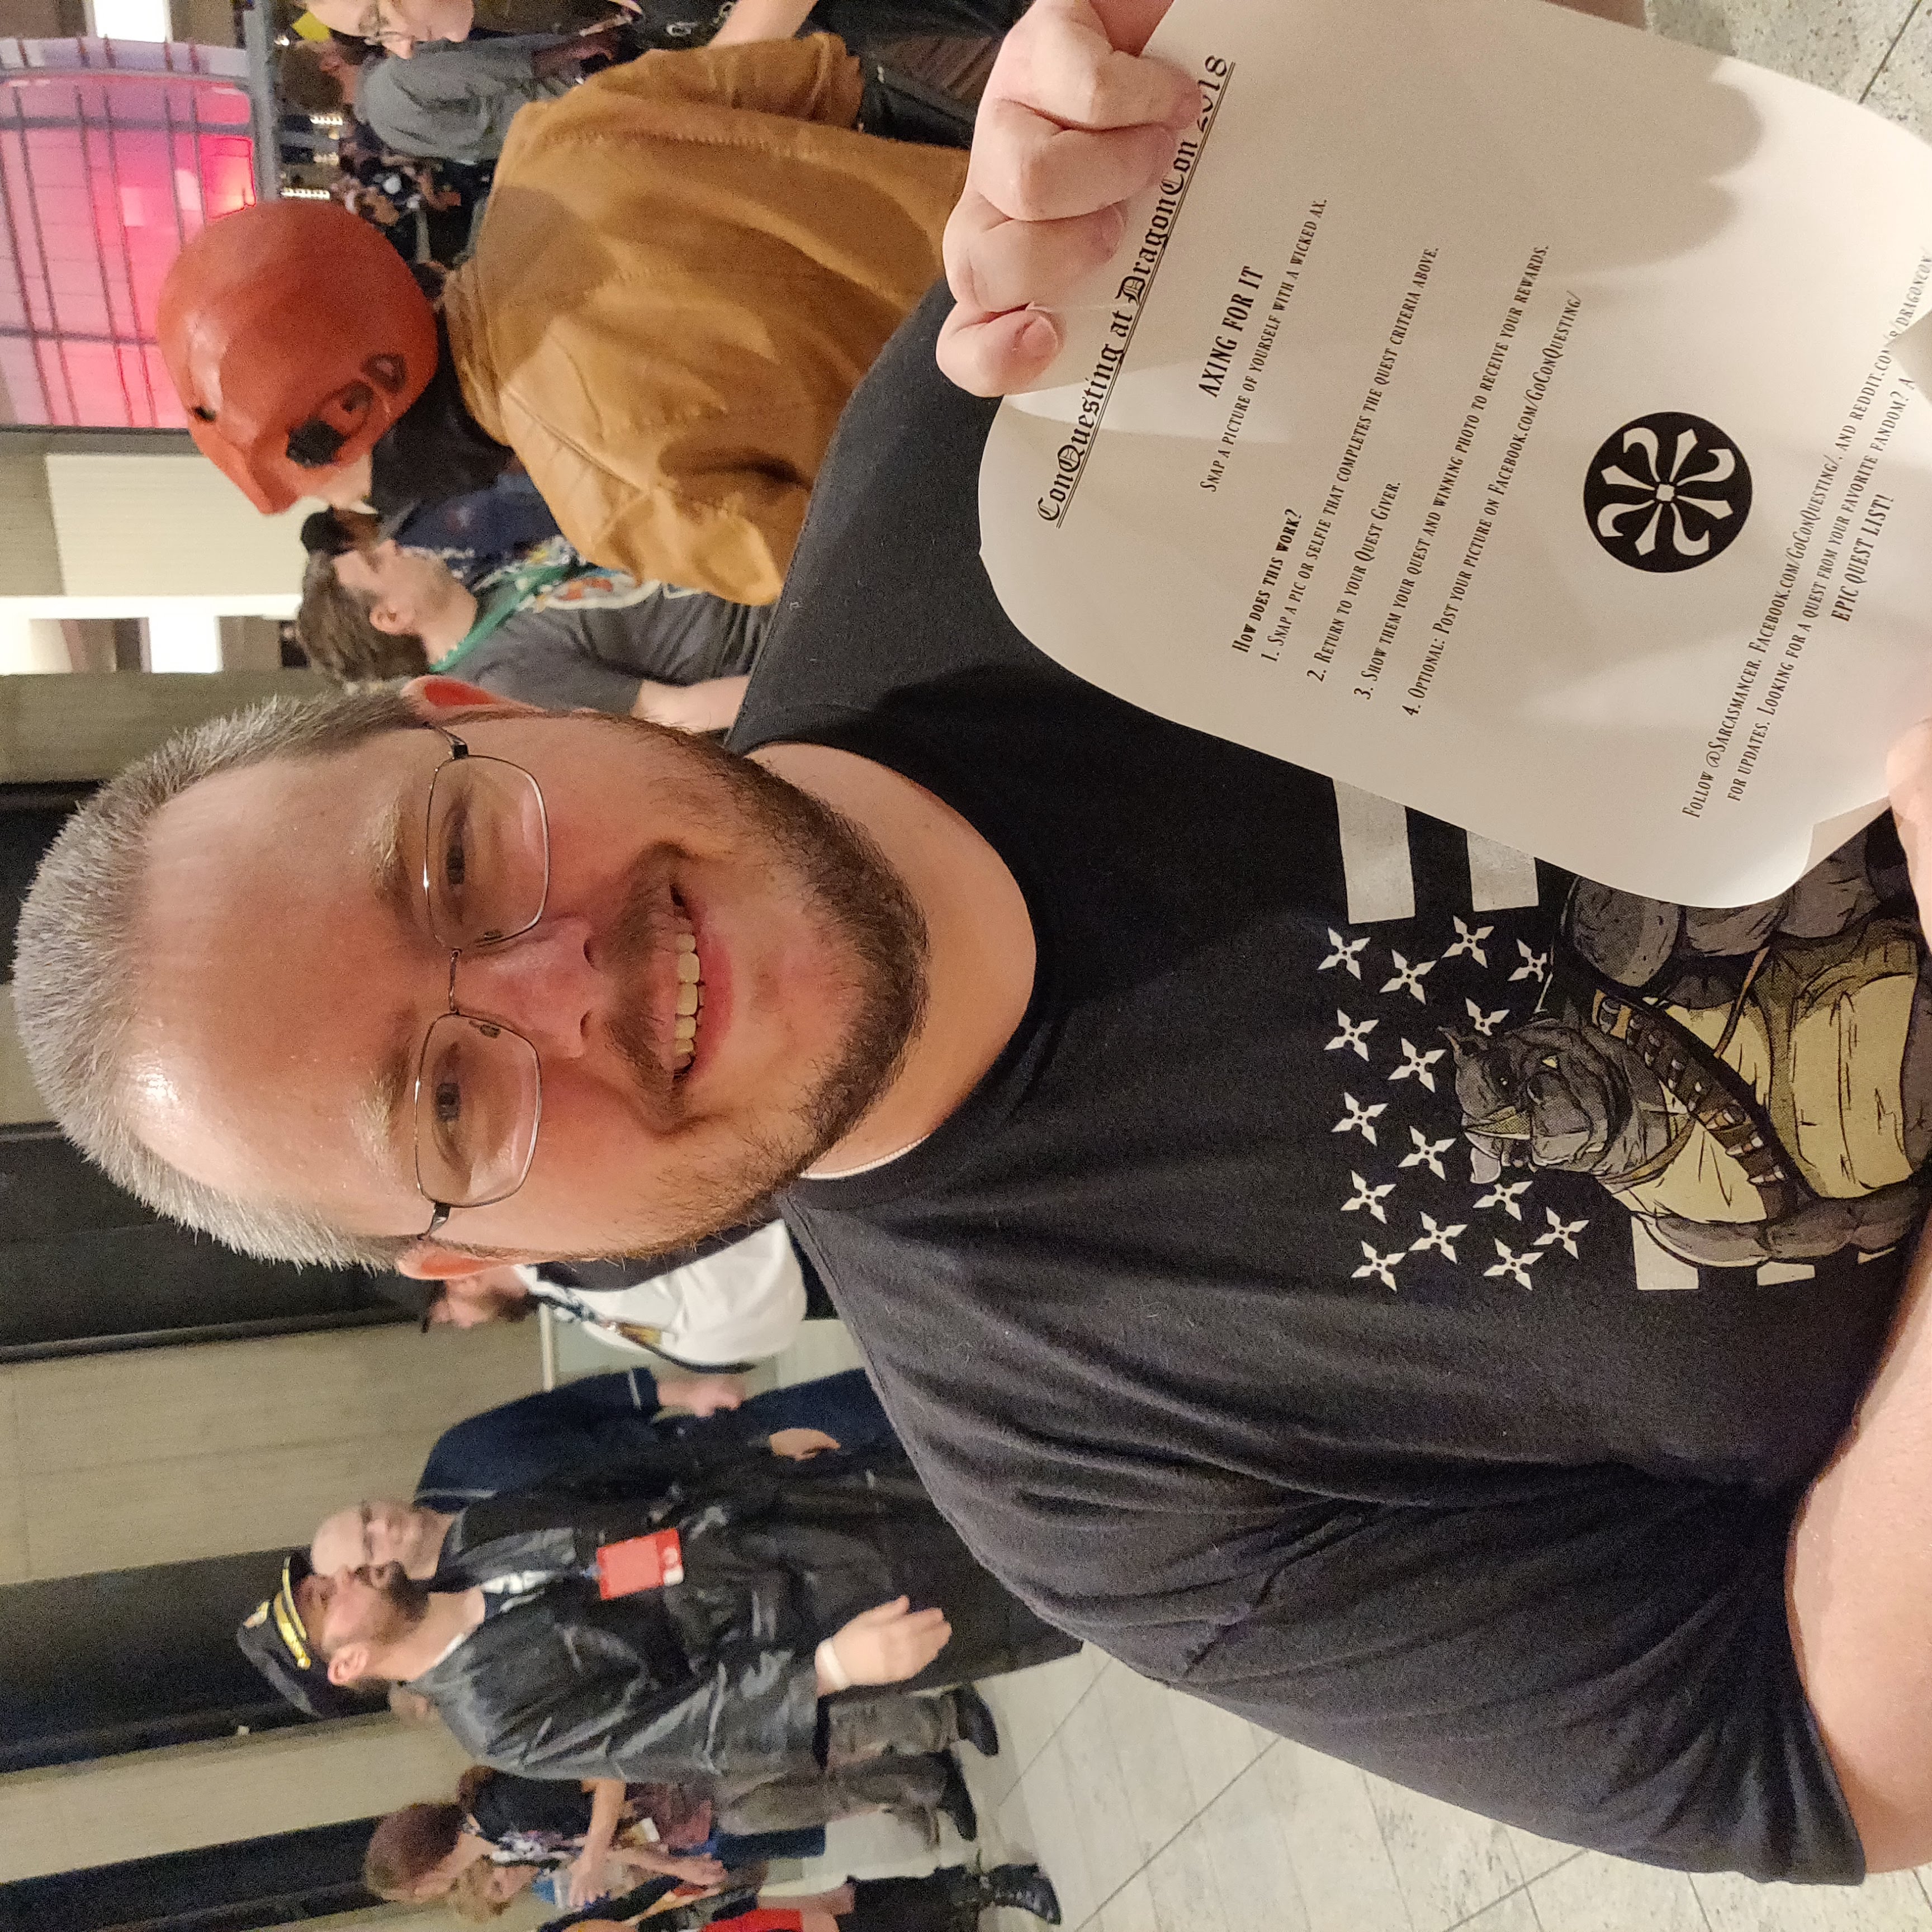 ConQuesting at DragonCon 2018
AXING FOR IT
SNAP A PICTURE OF YOURSELF WITH A WICKED AX.
HOW DOES THIS WORK?
1. SNAP A PIC OR SELFIE THAT COMPLETES THE QUEST CRITERIA ABOVE.
2. RETURN TO YOUR QUEST GIVER.
3. SHOW THEM YOUR QUEST AND WINNING PHOTO TO RECEIVE YOUR REWARDS.
4. OPTIONAL: POST YOUR PICTURE ON FACEBOOK.COM/GOCONQUESTING/
FOLLOW @SARCASMANCER, FACEBOOK.COM/GOCONQUESTING/, AND REDDIT.COM/R/DRAGONCON/
FOR UPDATES. LOOKING FOR A QUEST FROM YOUR FAVORITE FANDOM? A
EPIC QUEST LIST!